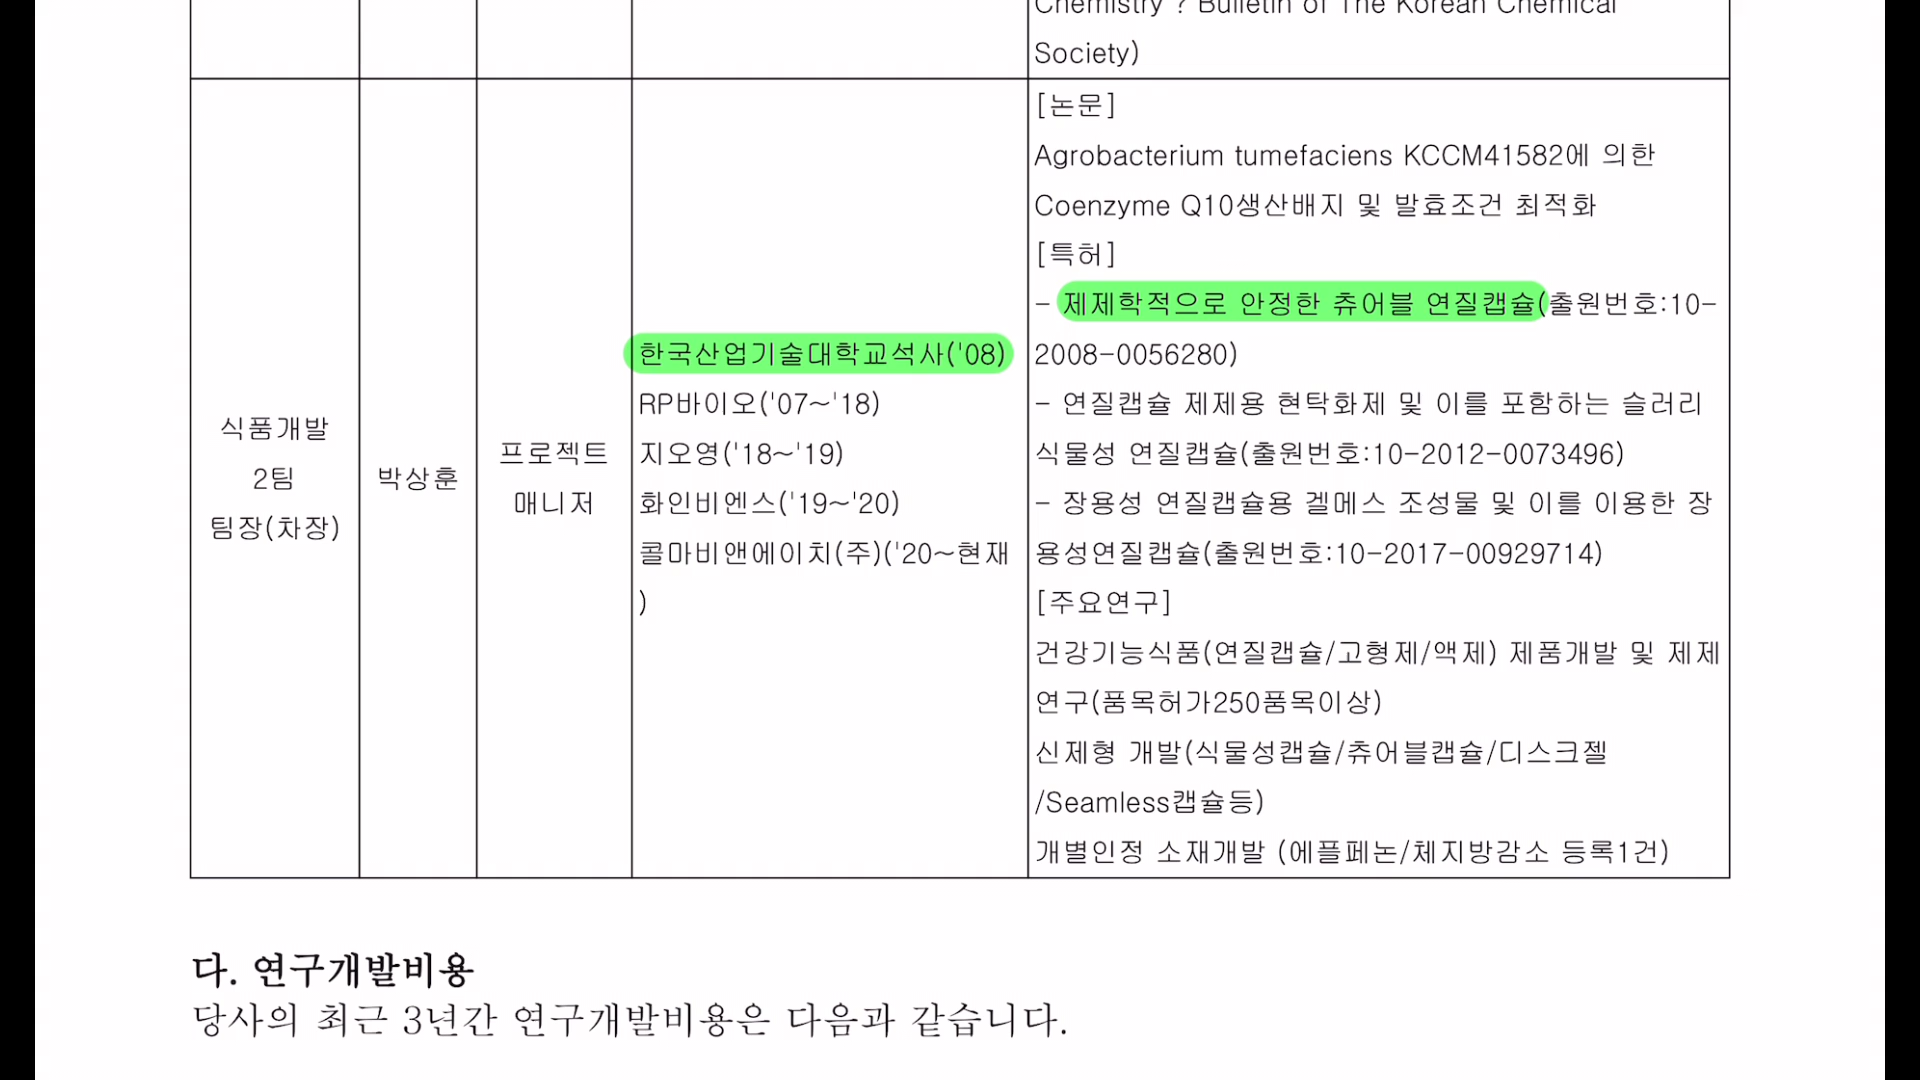 Chemistry ? Bulletin of The Korean Chemical
Society)
식품개발
2팀
팀장(차장)
박상훈
프로젝트
매니저
한국산업기술대학교석사('08)
RP바이오('07~'18)
지오영('18~'19)
화인비엔스('19~'20)
콜마비앤에이치(주)('20~현재
)
[논문]
Agrobacterium tumefaciens KCCM41582에 의한
Coenzyme Q10생산배지 및 발효조건 최적화
[특허]
- 제제학적으로 안정한 츄어블 연질캡슐(출원번호:10-
2008-0056280)
- 연질캡슐 제제용 현탁화제 및 이를 포함하는 슬러리
식물성 연질캡슐(출원번호:10-2012-0073496)
- 장용성 연질캡슐용 겔메스 조성물 및 이를 이용한 장
용성연질캡슐(출원번호:10-2017-00929714)
[주요연구]
건강기능식품(연질캡슐/고형제/액제) 제품개발 및 제제
연구(품목허가250품목이상)
신제형 개발(식물성캡슐/츄어블캡슐/디스크젤
/Seamless캡슐등)
개별인정 소재개발 (에플페논/체지방감소 등록1건)
다. 연구개발비용
당사의 최근 3년간 연구개발비용은 다음과 같습니다.